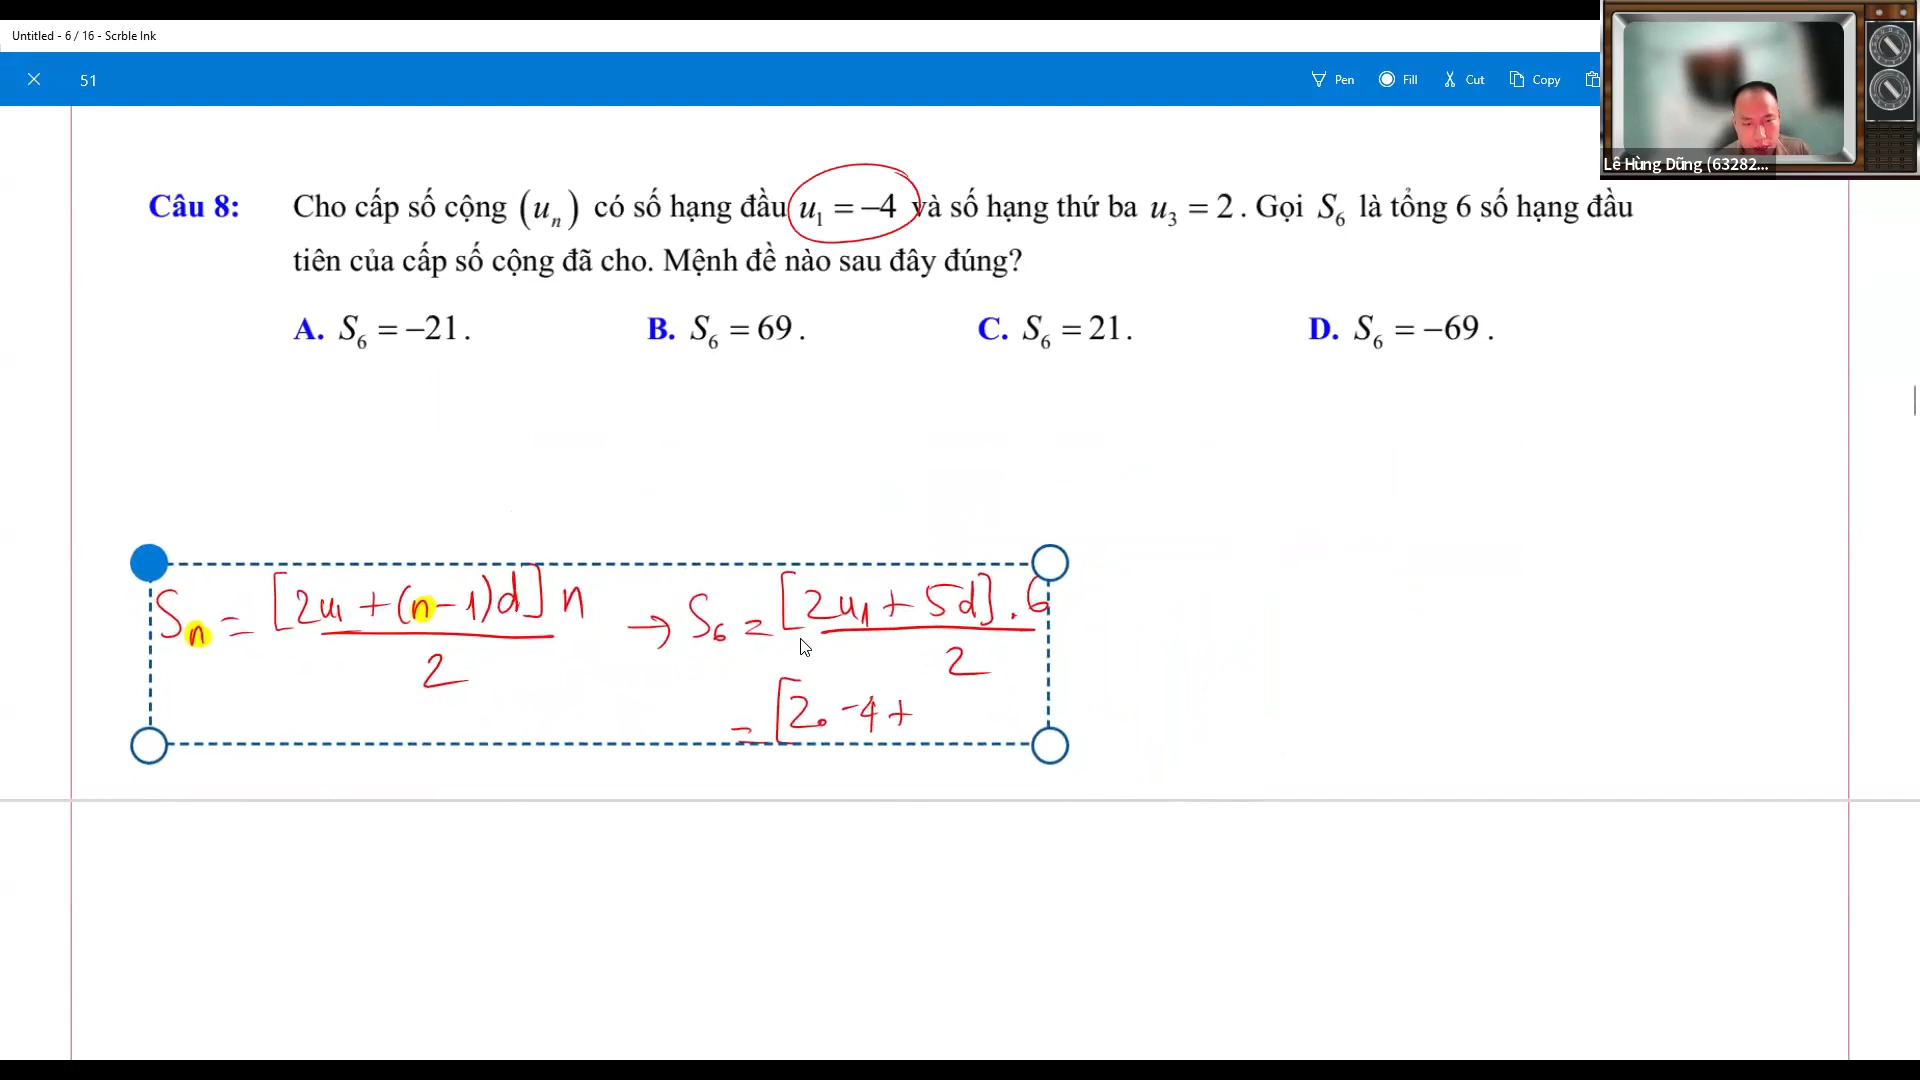 Untitled - 6 / 16 - Scrble Ink
51 Pen Fill Cut Copy
Lê Hùng Dũng (63282...
Câu 8: Cho cấp số cộng (uₙ) có số hạng đầu u₁ = −4 và số hạng thứ ba u₃ = 2. Gọi S₆ là tổng 6 số hạng đầu
tiên của cấp số cộng đã cho. Mệnh đề nào sau đây đúng?
A. S₆ = −21. B. S₆ = 69. C. S₆ = 21. D. S₆ = −69.
Sₙ = [2u₁ + (n-1)d] n / 2 → S₆ = [2u₁ + 5d] . 6 / 2
= [2. -4 +